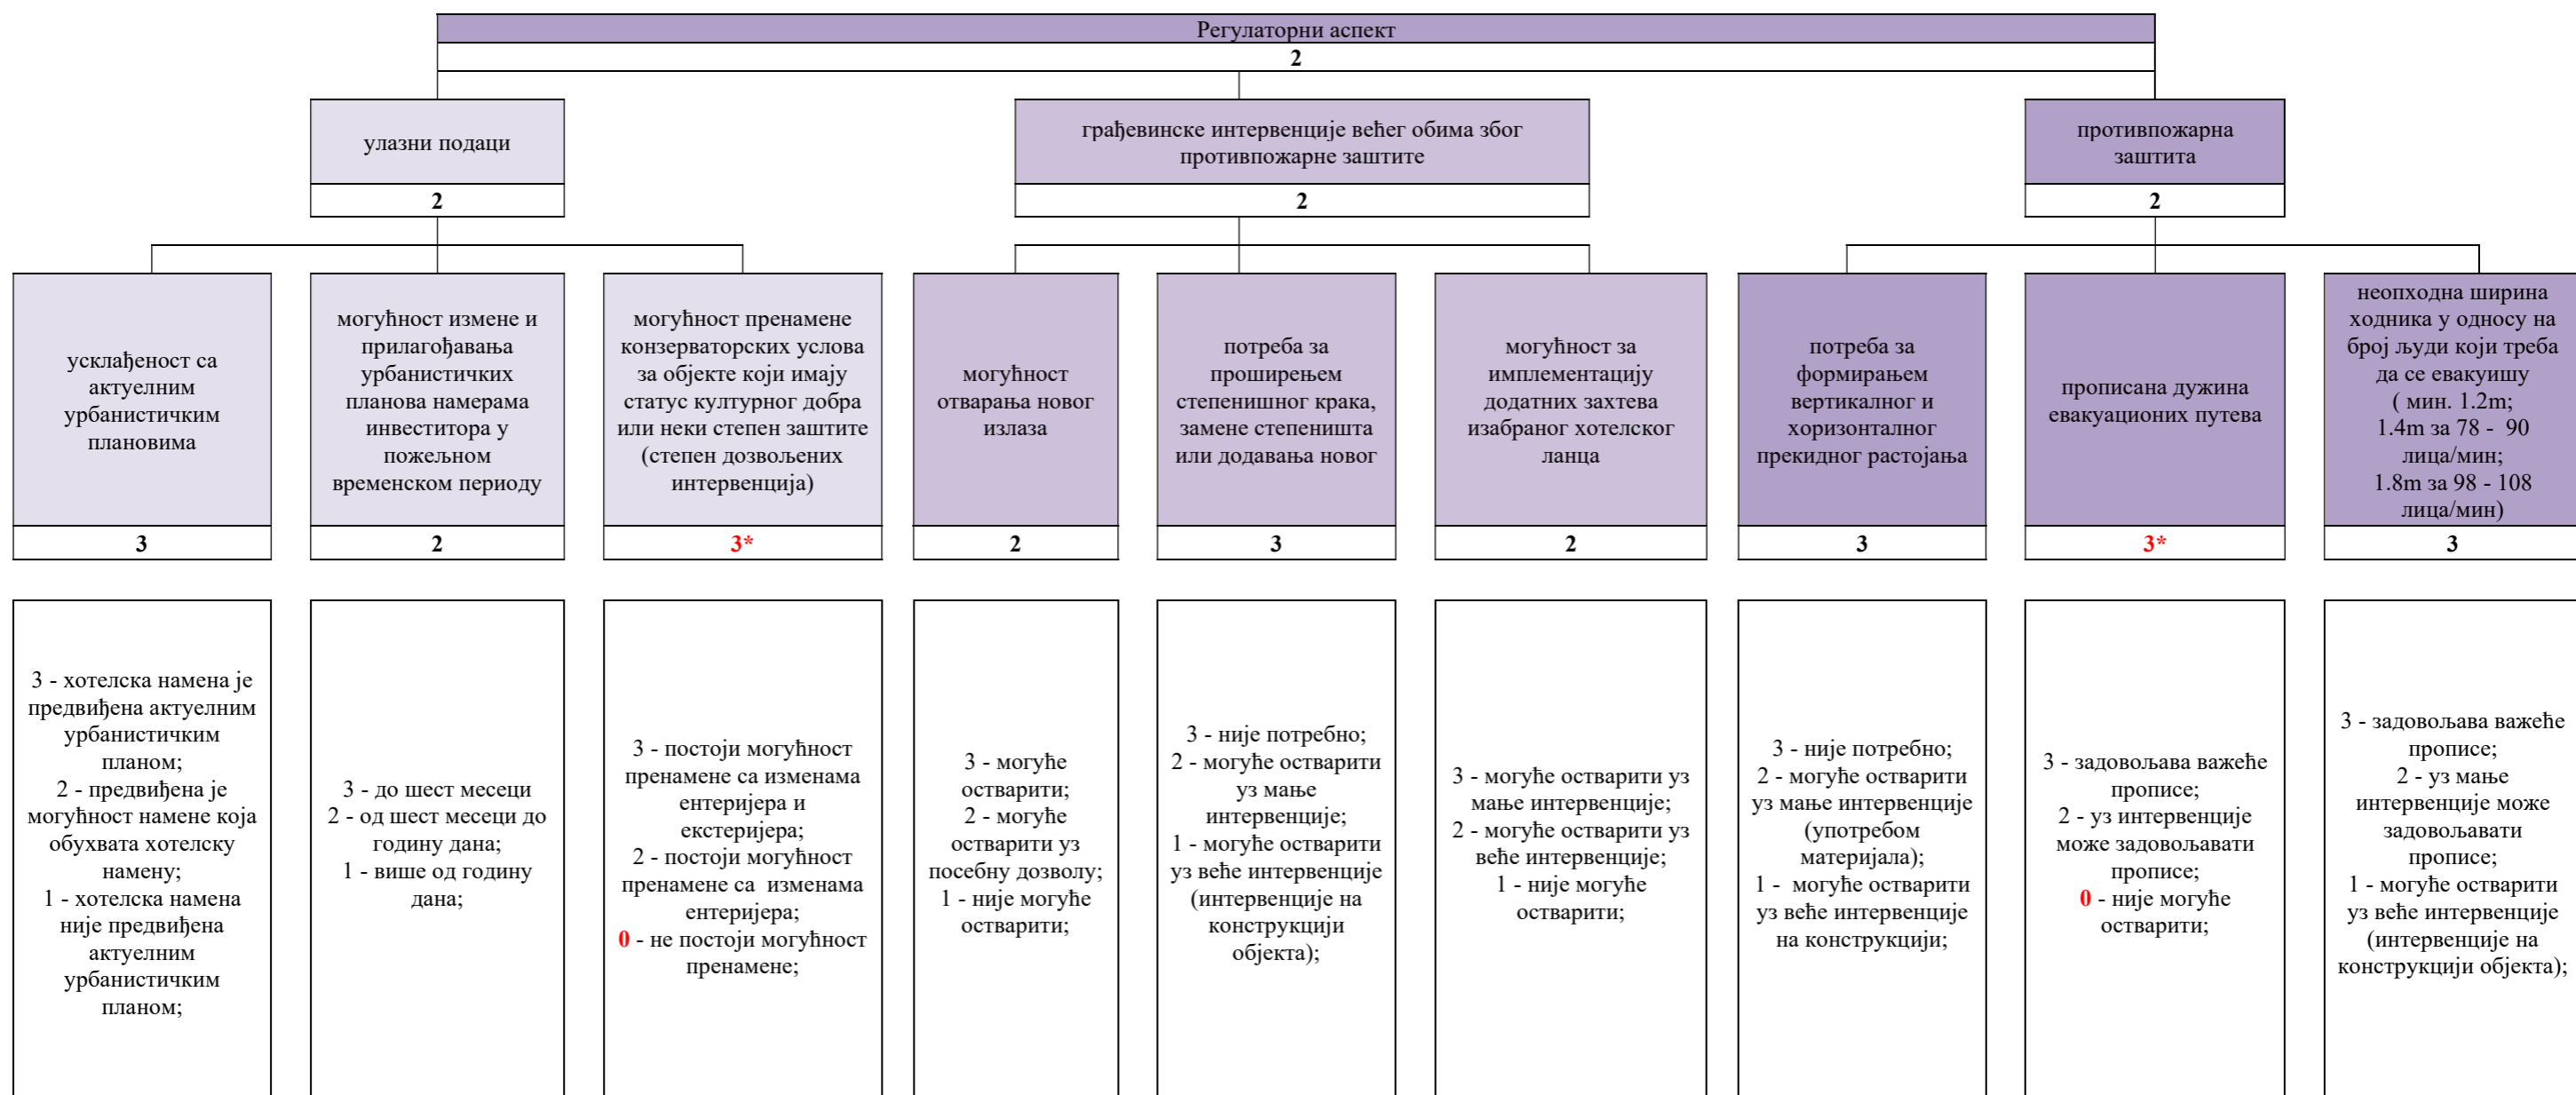 Регулаторни аспект
2
улазни подаци
2
грађевинске интервенције већег обима због
противпожарне заштите
2
противпожарна
заштита
2
усклађеност са
актуелним
урбанистичким
плановима
3
могућност измене и
прилагођавања
урбанистичких
планова намерама
инвеститора у
пожељном
временском периоду
2
могућност пренамене
конзерваторских услова
за објекте који имају
статус културног добра
или неки степен заштите
(степен дозвољених
интервенција)
3*
могућност
отварања новог
излаза
2
потреба за
проширењем
степенишног крака,
замене степеништа
или додавања новог
3
могућност за
имплементацију
додатних захтева
изабраног хотелског
ланца
2
потреба за
формирањем
вертикалног и
хоризонталног
прекидног растојања
3
прописана дужина
евакуационих путева
3*
неопходна ширина
ходника у односу на
број људи који треба
да се евакуишу
( мин. 1.2m;
1.4m за 78 - 90
лица/мин;
1.8m за 98 - 108
лица/мин)
3
3 - хотелска намена је
предвиђена актуелним
урбанистичким
планом;
2 - предвиђена је
могућност намене која
обухвата хотелску
намену;
1 - хотелска намена
није предвиђена
актуелним
урбанистичким
планом;
3 - до шест месеци
2 - од шест месеци до
годину дана;
1 - више од годину
дана;
3 - постоји могућност
пренамене са изменама
ентеријера и
екстеријера;
2 - постоји могућност
пренамене са изменама
ентеријера;
0 - не постоји могућност
пренамене;
3 - могуће
остварити;
2 - могуће
остварити уз
посебну дозволу;
1 - није могуће
остварити;
3 - није потребно;
2 - могуће остварити
уз мање
интервенције;
1 - могуће остварити
уз веће интервенције
(интервенције на
конструкцији
објекта);
3 - могуће остварити уз
мање интервенције;
2 - могуће остварити уз
веће интервенције;
1 - није могуће
остварити;
3 - није потребно;
2 - могуће остварити
уз мање интервенције
(употребом
материјала);
1 - могуће остварити
уз веће интервенције
на конструкцији;
3 - задовољава важеће
прописе;
2 - уз интервенције
може задовољавати
прописе;
0 - није могуће
остварити;
3 - задовољава важеће
прописе;
2 - уз мање
интервенције може
задовољавати
прописе;
1 - могуће остварити
уз веће интервенције
(интервенције на
конструкцији објекта);